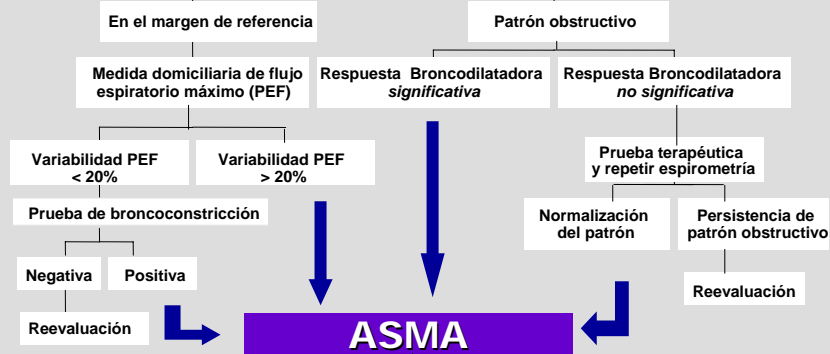 En el margen de referencia
Patrón obstructivo
Medida domiciliaria de flujo
espiratorio máximo (PEF)
Respuesta Broncodilatadora
significativa
Respuesta Broncodilatadora
no significativa
Variabilidad PEF
< 20%
Variabilidad PEF
> 20%
Prueba terapéutica
y repetir espirometría
Prueba de broncoconstricción
Normalización
del patrón
Persistencia de
patrón obstructivo
Negativa
Positiva
Reevaluación
Reevaluación
ASMA